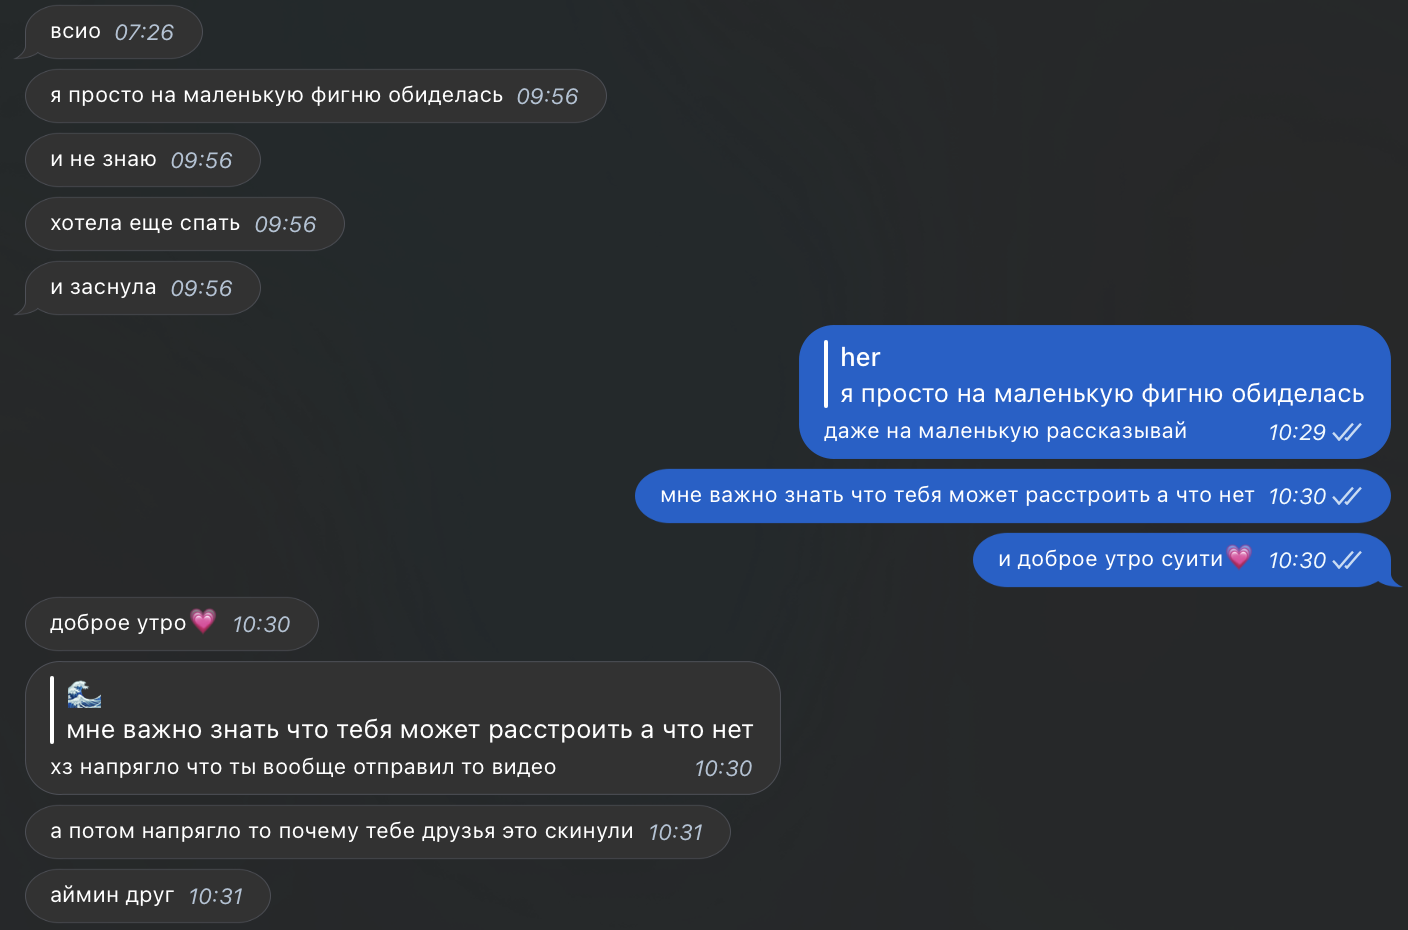 всио 07:26
я просто на маленькую фигню обиделась 09:56
и не знаю 09:56
хотела еще спать 09:56
и заснула 09:56
her
я просто на маленькую фигню обиделась
даже на маленькую рассказывай 10:29
мне важно знать что тебя может расстроить а что нет 10:30
и доброе утро суити💗 10:30
доброе утро💗 10:30
🌊
мне важно знать что тебя может расстроить а что нет
хз напрягло что ты вообще отправил то видео 10:30
а потом напрягло то почему тебе друзья это скинули 10:31
аймин друг 10:31